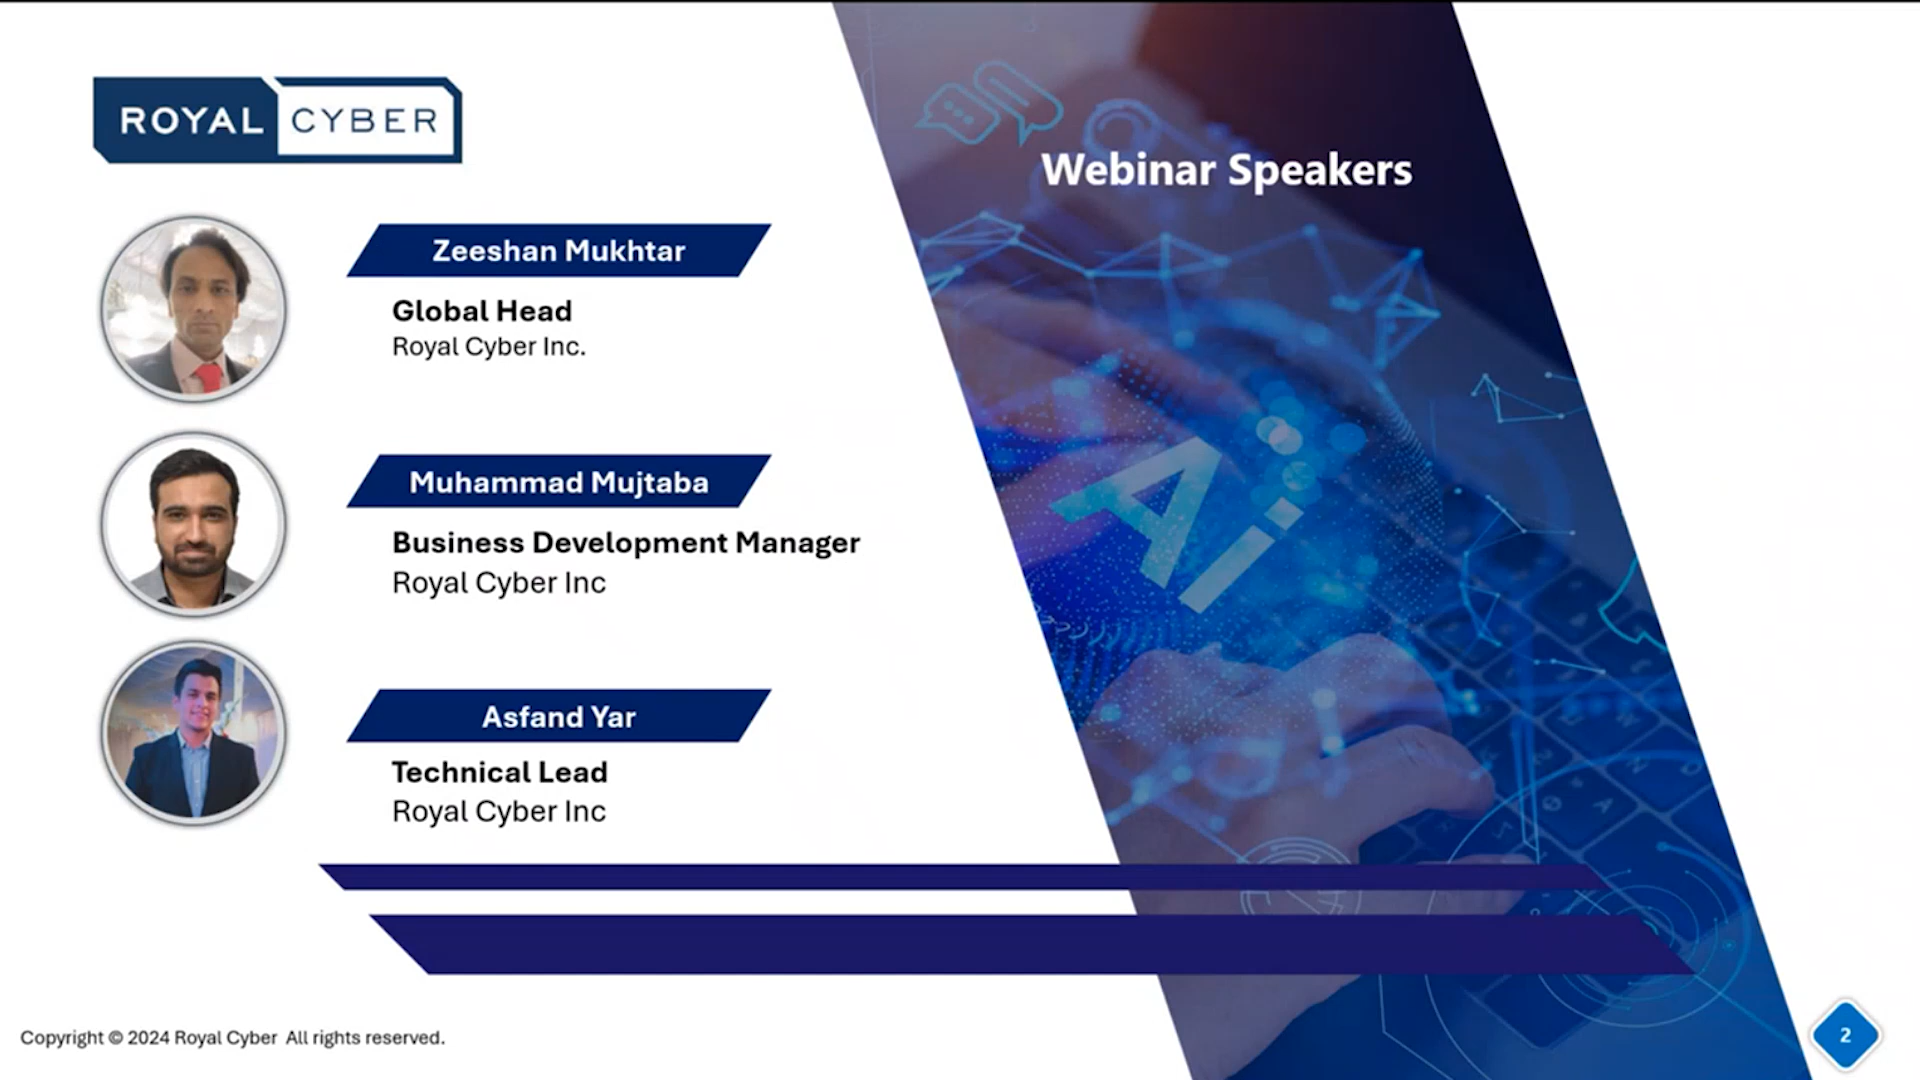 ROYAL CYBER
Webinar Speakers
Zeeshan Mukhtar
Global Head
Royal Cyber Inc.
Muhammad Mujtaba
Business Development Manager
Royal Cyber Inc
Asfand Yar
Technical Lead
Royal Cyber Inc
Ai
Copyright © 2024 Royal Cyber All rights reserved.
2